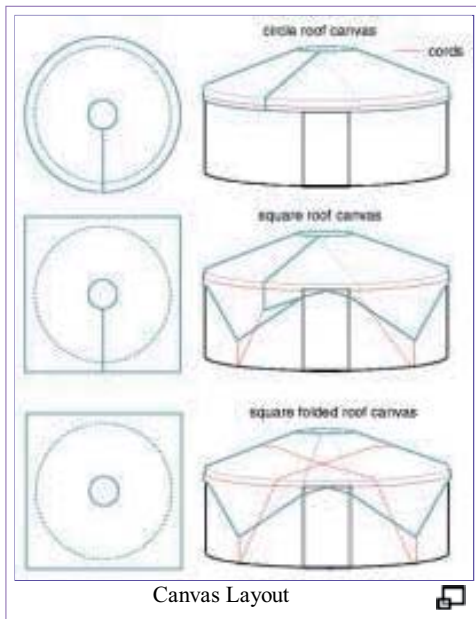 circle roof canvas
cords
square roof canvas
square folded roof canvas
Canvas Layout